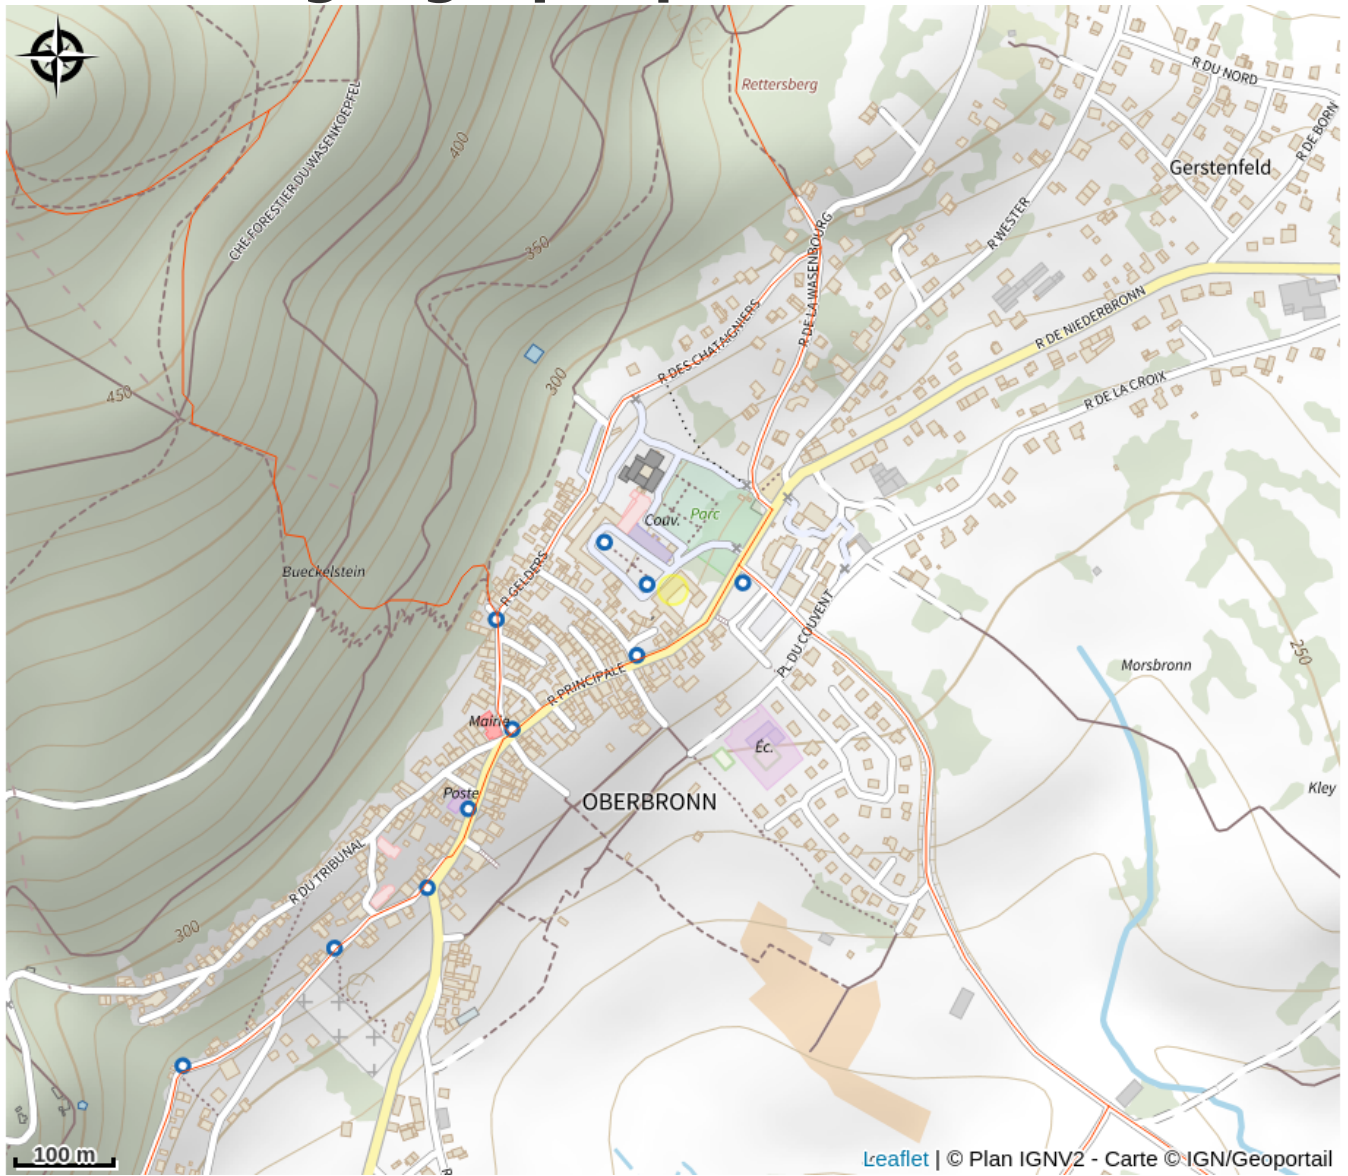 Rettersberg
R DU NORD
R DE BORN
Gerstenfeld
400
CHE FORESTIER DU WASENKOEPFEL
350
R WESTER
R DE LA WASENBOURG
R DES CHATAIGNIERS
R DE NIEDERBRONN
300
450
R DE LA CROIX
Couv.
Parc
Bueckelstein
R GELDERS
PL. DU COUVENT
250
Morsbronn
R PRINCIPALE
Mairie
Éc.
Poste
OBERBRONN
Kley
R DU TRIBUNAL
300
100 m
R
Leaflet | © Plan IGNV2 - Carte © IGN/Geoportail